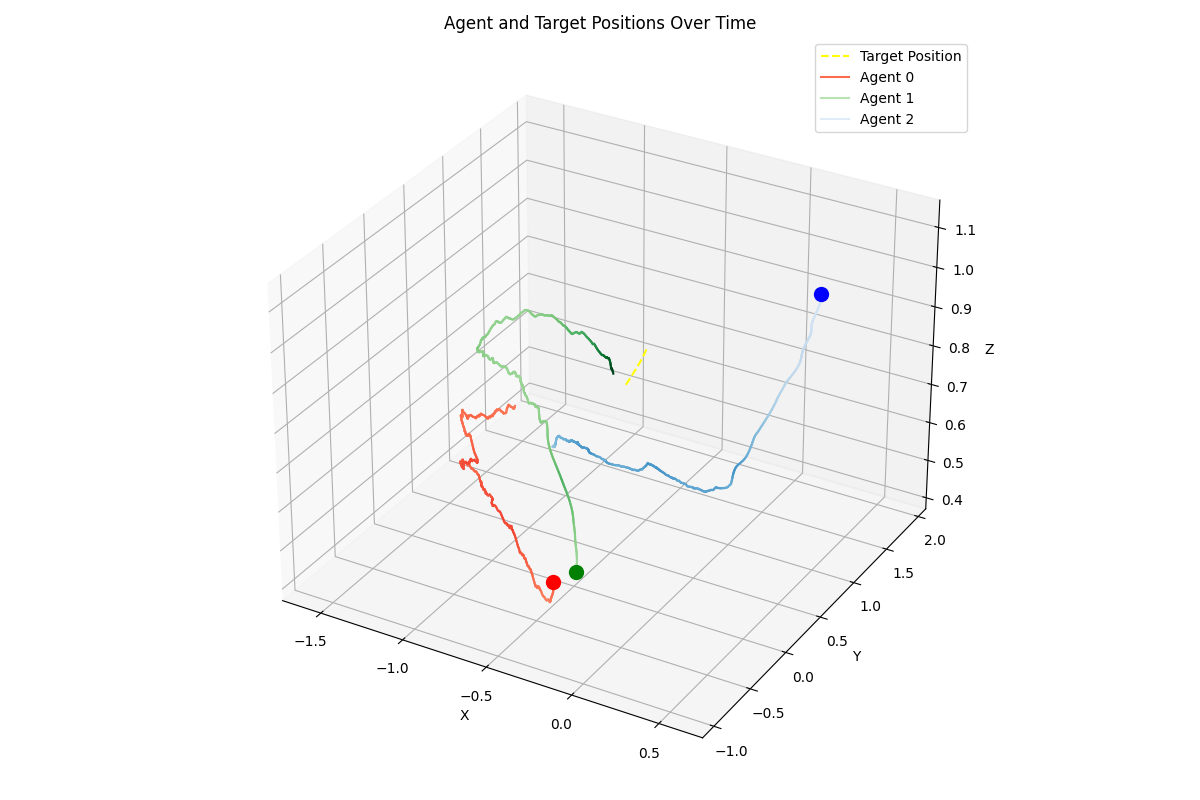 Agent and Target Positions Over Time
Target Position
Agent 0
Agent 1
Agent 2
1.1
1.0
0.9
0.8
Z
0.7
0.6
0.5
0.4
2.0
1.5
1.0
0.5
Y
0.0
−0.5
−1.0
−1.5
−1.0
−0.5
X
0.0
0.5